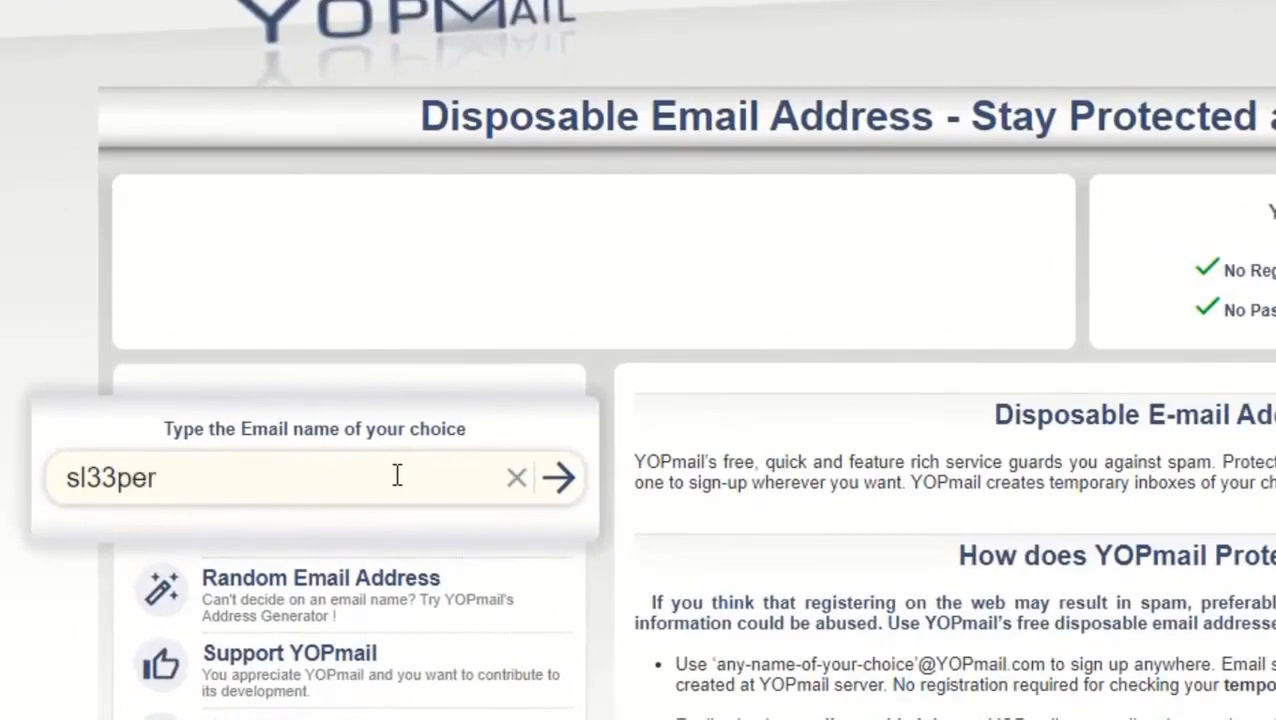 YOPMAIL
Disposable Email Address - Stay Protected
No Reg
No Pas
Type the Email name of your choice
sl33per
Random Email Address
Can't decide on an email name? Try YOPmail's
Address Generator !
Support YOPmail
You appreciate YOPmail and you want to contribute to
its development.
Disposable E-mail Ad
YOPmail's free, quick and feature rich service guards you against spam. Protect
one to sign-up wherever you want. YOPmail creates temporary inboxes of your ch
How does YOPmail Prote
If you think that registering on the web may result in spam, preferabl
information could be abused. Use YOPmail's free disposable email addresse
• Use 'any-name-of-your-choice'@YOPmail.com to sign up anywhere. Email s
created at YOPmail server. No registration required for checking your tempo